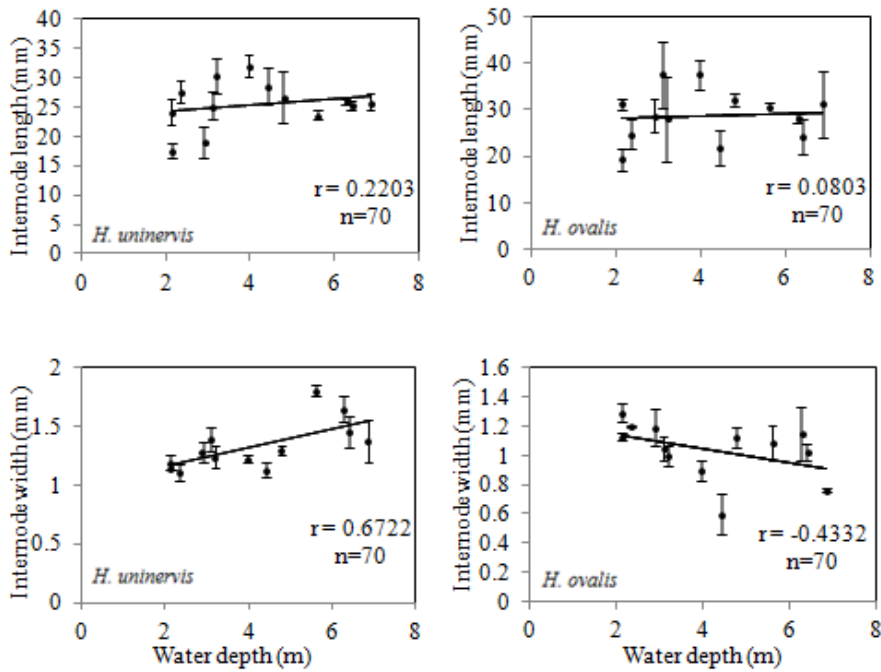 Internode length (mm)
40
35
30
25
20
15
10
5
0
r = 0.2203
n=70
H. uninervis
0 2 4 6 8
Internode length (mm)
50
40
30
20
10
0
r = 0.0803
n=70
H. ovalis
0 2 4 6 8
Internode width (mm)
2
1.5
1
0.5
0
r = 0.6722
n=70
H. uninervis
0 2 4 6 8
Water depth (m)
Internode width (mm)
1.6
1.4
1.2
1
0.8
0.6
0.4
0.2
0
r = -0.4332
n=70
H. ovalis
0 2 4 6 8
Water depth (m)